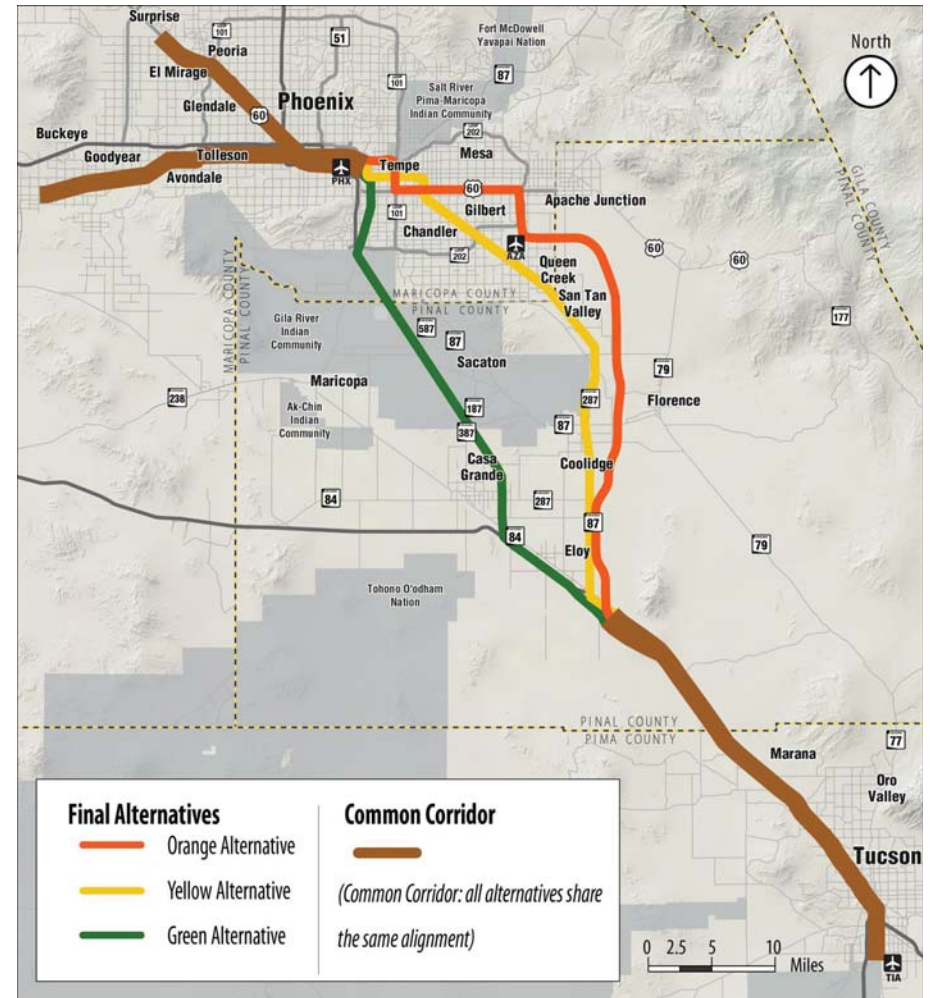 Surprise
101
Peoria
51
Fort McDowell
Yavapai Nation
North
El Mirage
101
87
Salt River
Pima-Maricopa
Indian Community
Glendale
60
Phoenix
202
Buckeye
Mesa
Goodyear
Tolleson
Avondale
PHX
Tempe
60
Gilbert
Apache Junction
GILA COUNTY
PINAL COUNTY
101
Chandler
202
AZA
60
60
Queen
Creek
San Tan
Valley
MARICOPA COUNTY
PINAL COUNTY
MARICOPA COUNTY
PINAL COUNTY
177
Gila River
Indian
Community
587
87
Sacaton
79
Maricopa
238
Ak-Chin
Indian
Community
187
387
287
87
Florence
Casa
Grande
Coolidge
84
287
87
84
Eloy
79
Tohono O'odham
Nation
PINAL COUNTY
PIMA COUNTY
77
Marana
Oro
Valley
Tucson
TIA
Final Alternatives
Orange Alternative
Yellow Alternative
Green Alternative
Common Corridor
(Common Corridor: all alternatives share
the same alignment)
0 2.5 5 10
Miles